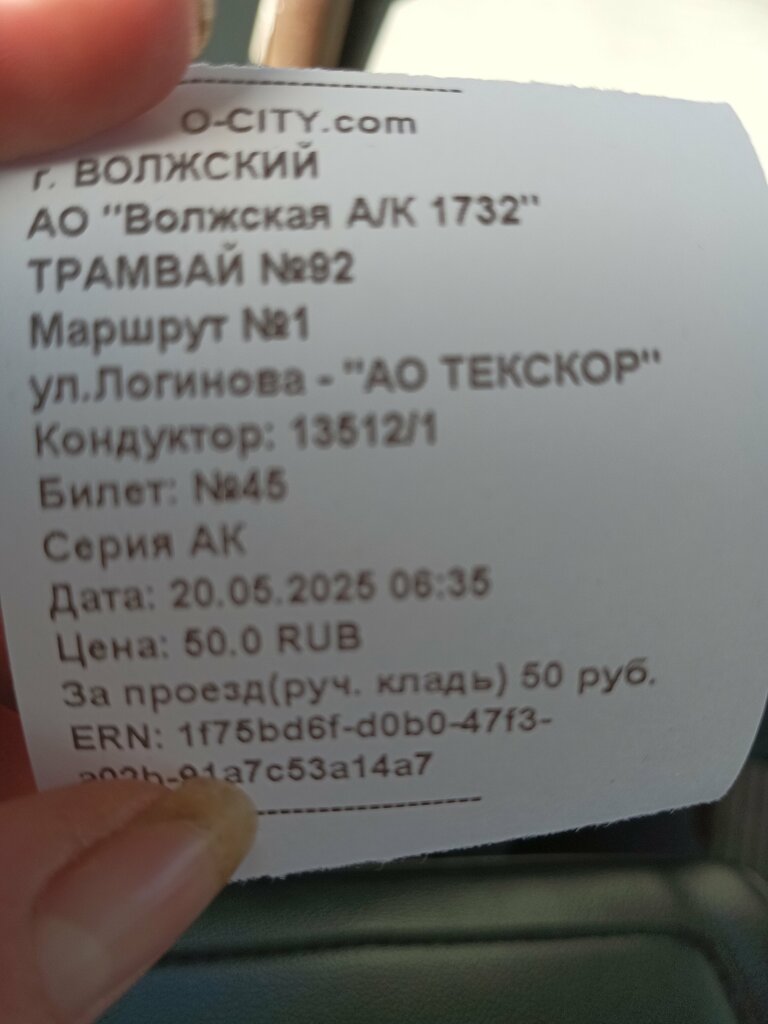 O-CITY.com
г. ВОЛЖСКИЙ
АО "Волжская А/К 1732"
ТРАМВАЙ №92
Маршрут №1
ул.Логинова - "АО ТЕКСКОР"
Кондуктор: 13512/1
Билет: №45
Серия АК
Дата: 20.05.2025 06:35
Цена: 50.0 RUB
За проезд(руч. кладь) 50 руб.
ERN: 1f75bd6f-d0b0-47f3-